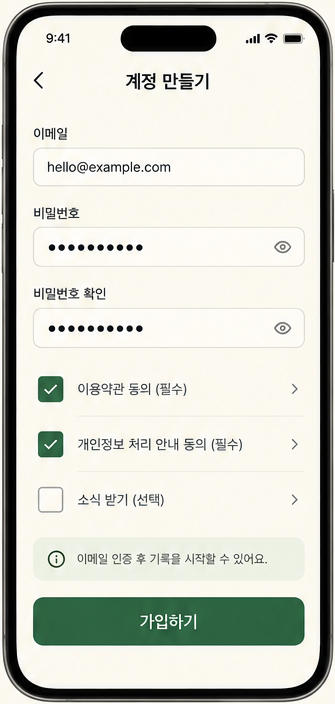 9:41
계정 만들기
이메일
hello@example.com
비밀번호
••••••••••
비밀번호 확인
••••••••••
이용약관 동의 (필수)
개인정보 처리 안내 동의 (필수)
소식 받기 (선택)
이메일 인증 후 기록을 시작할 수 있어요.
가입하기